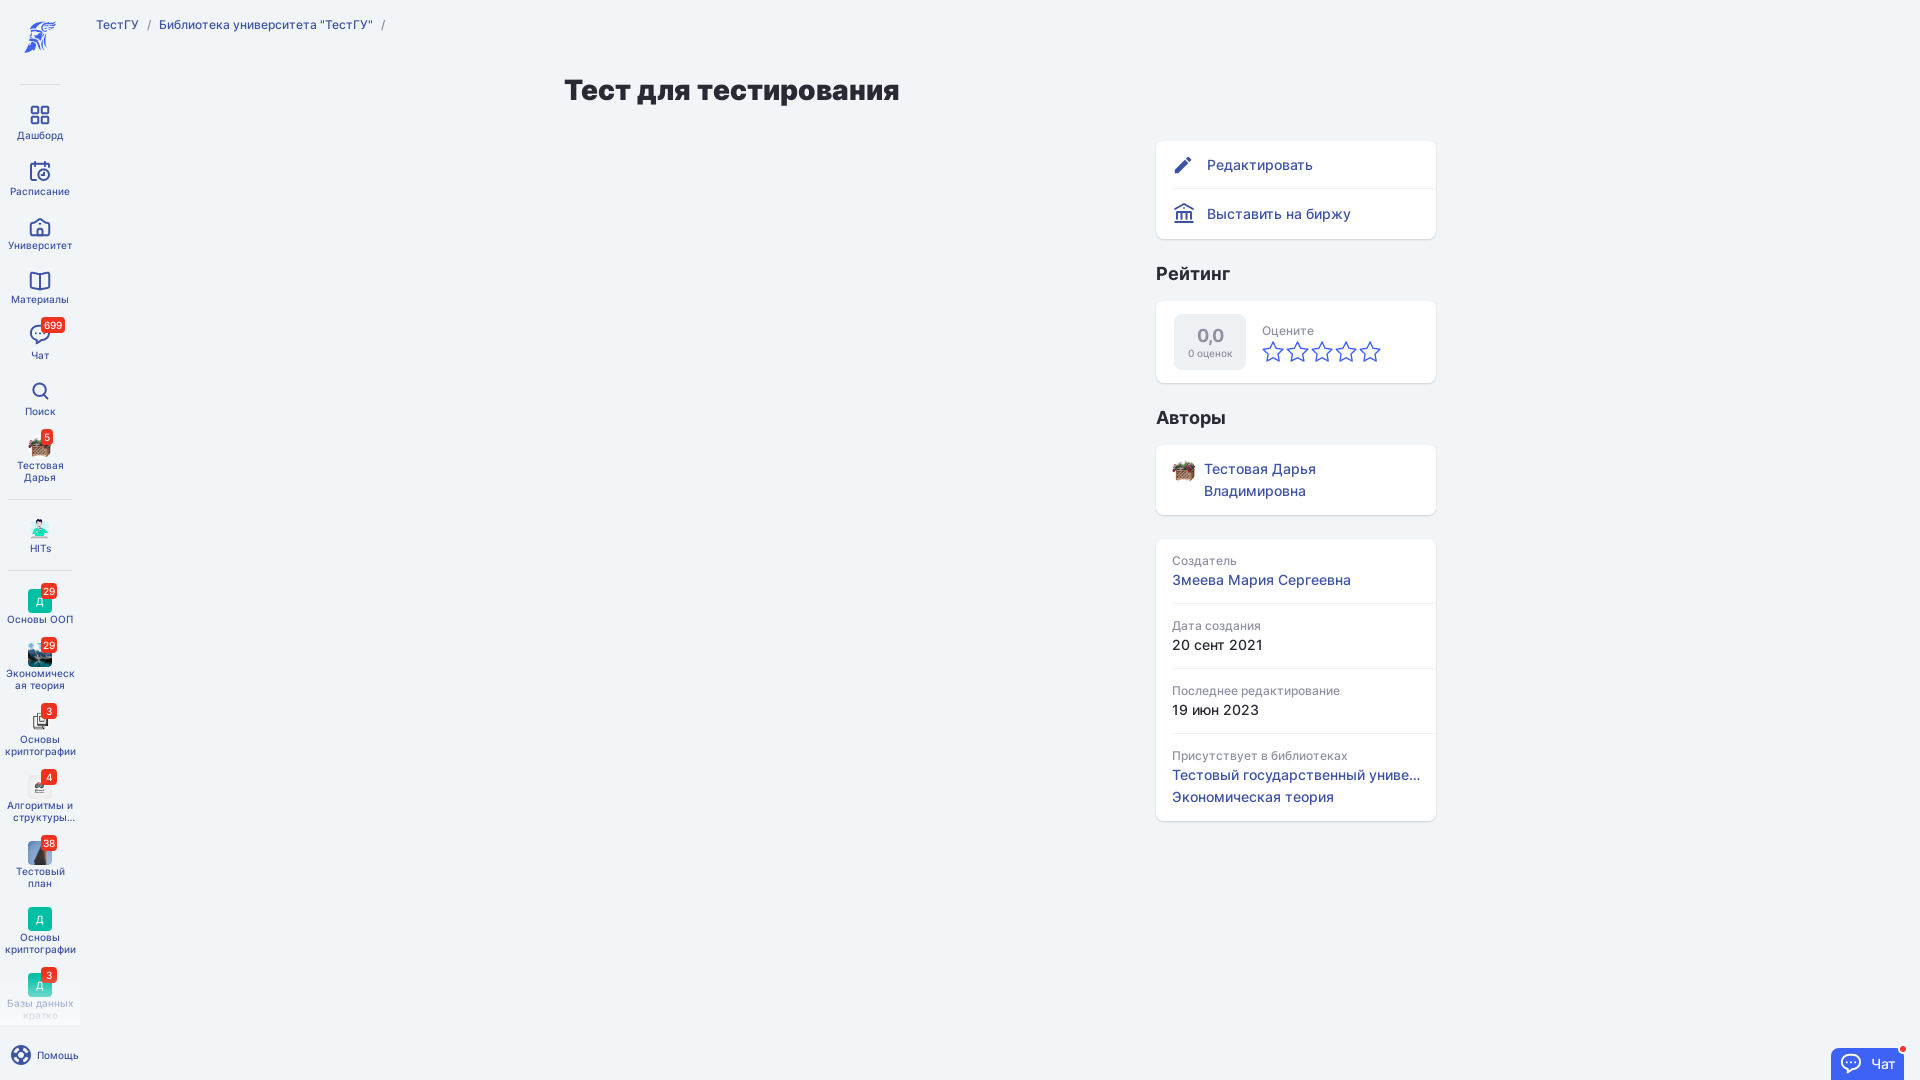 ТестГУ / Библиотека университета "ТестГУ" /
Тест для тестирования
Дашборд
Расписание
Университет
Материалы
699
Чат
Поиск
5
Тестовая
Дарья
HITs
29
Д
Основы ООП
29
Экономическ
ая теория
3
Основы
криптографии
4
Алгоритмы и
структуры...
38
Тестовый
план
Д
Основы
криптографии
3
Д
Базы данных
кратко
Помощь
Редактировать
Выставить на биржу
Рейтинг
0,0
0 оценок
Оцените
Авторы
Тестовая Дарья
Владимировна
Создатель
Змеева Мария Сергеевна
Дата создания
20 сент 2021
Последнее редактирование
19 июн 2023
Присутствует в библиотеках
Тестовый государственный униве...
Экономическая теория
Чат